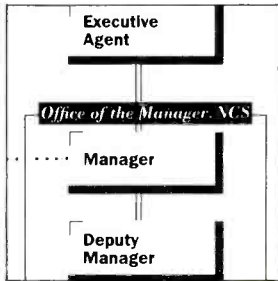 Executive
Agent
Office of the Manager, NCS
Manager
Deputy
Manager